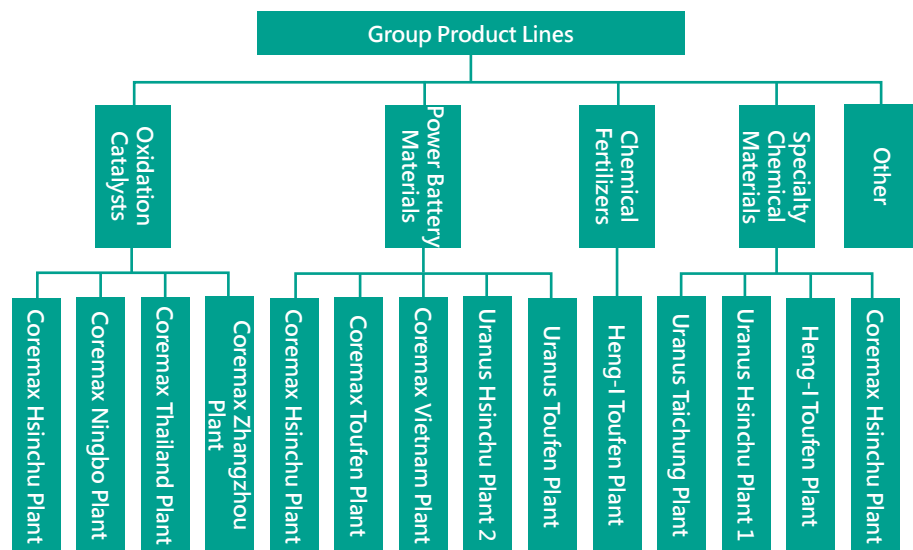 Group Product Lines
Oxidation
Catalysts
Power Battery
Materials
Chemical
Fertilizers
Specialty
Chemical
Materials
Other
Coremax Hsinchu Plant
Coremax Ningbo Plant
Coremax Thailand Plant
Coremax Zhangzhou
Plant
Coremax Hsinchu Plant
Coremax Toufen Plant
Coremax Vietnam Plant
Uranus Hsinchu Plant 2
Uranus Toufen Plant
Heng-I Toufen Plant
Uranus Taichung Plant
Uranus Hsinchu Plant 1
Heng-I Toufen Plant
Coremax Hsinchu Plant